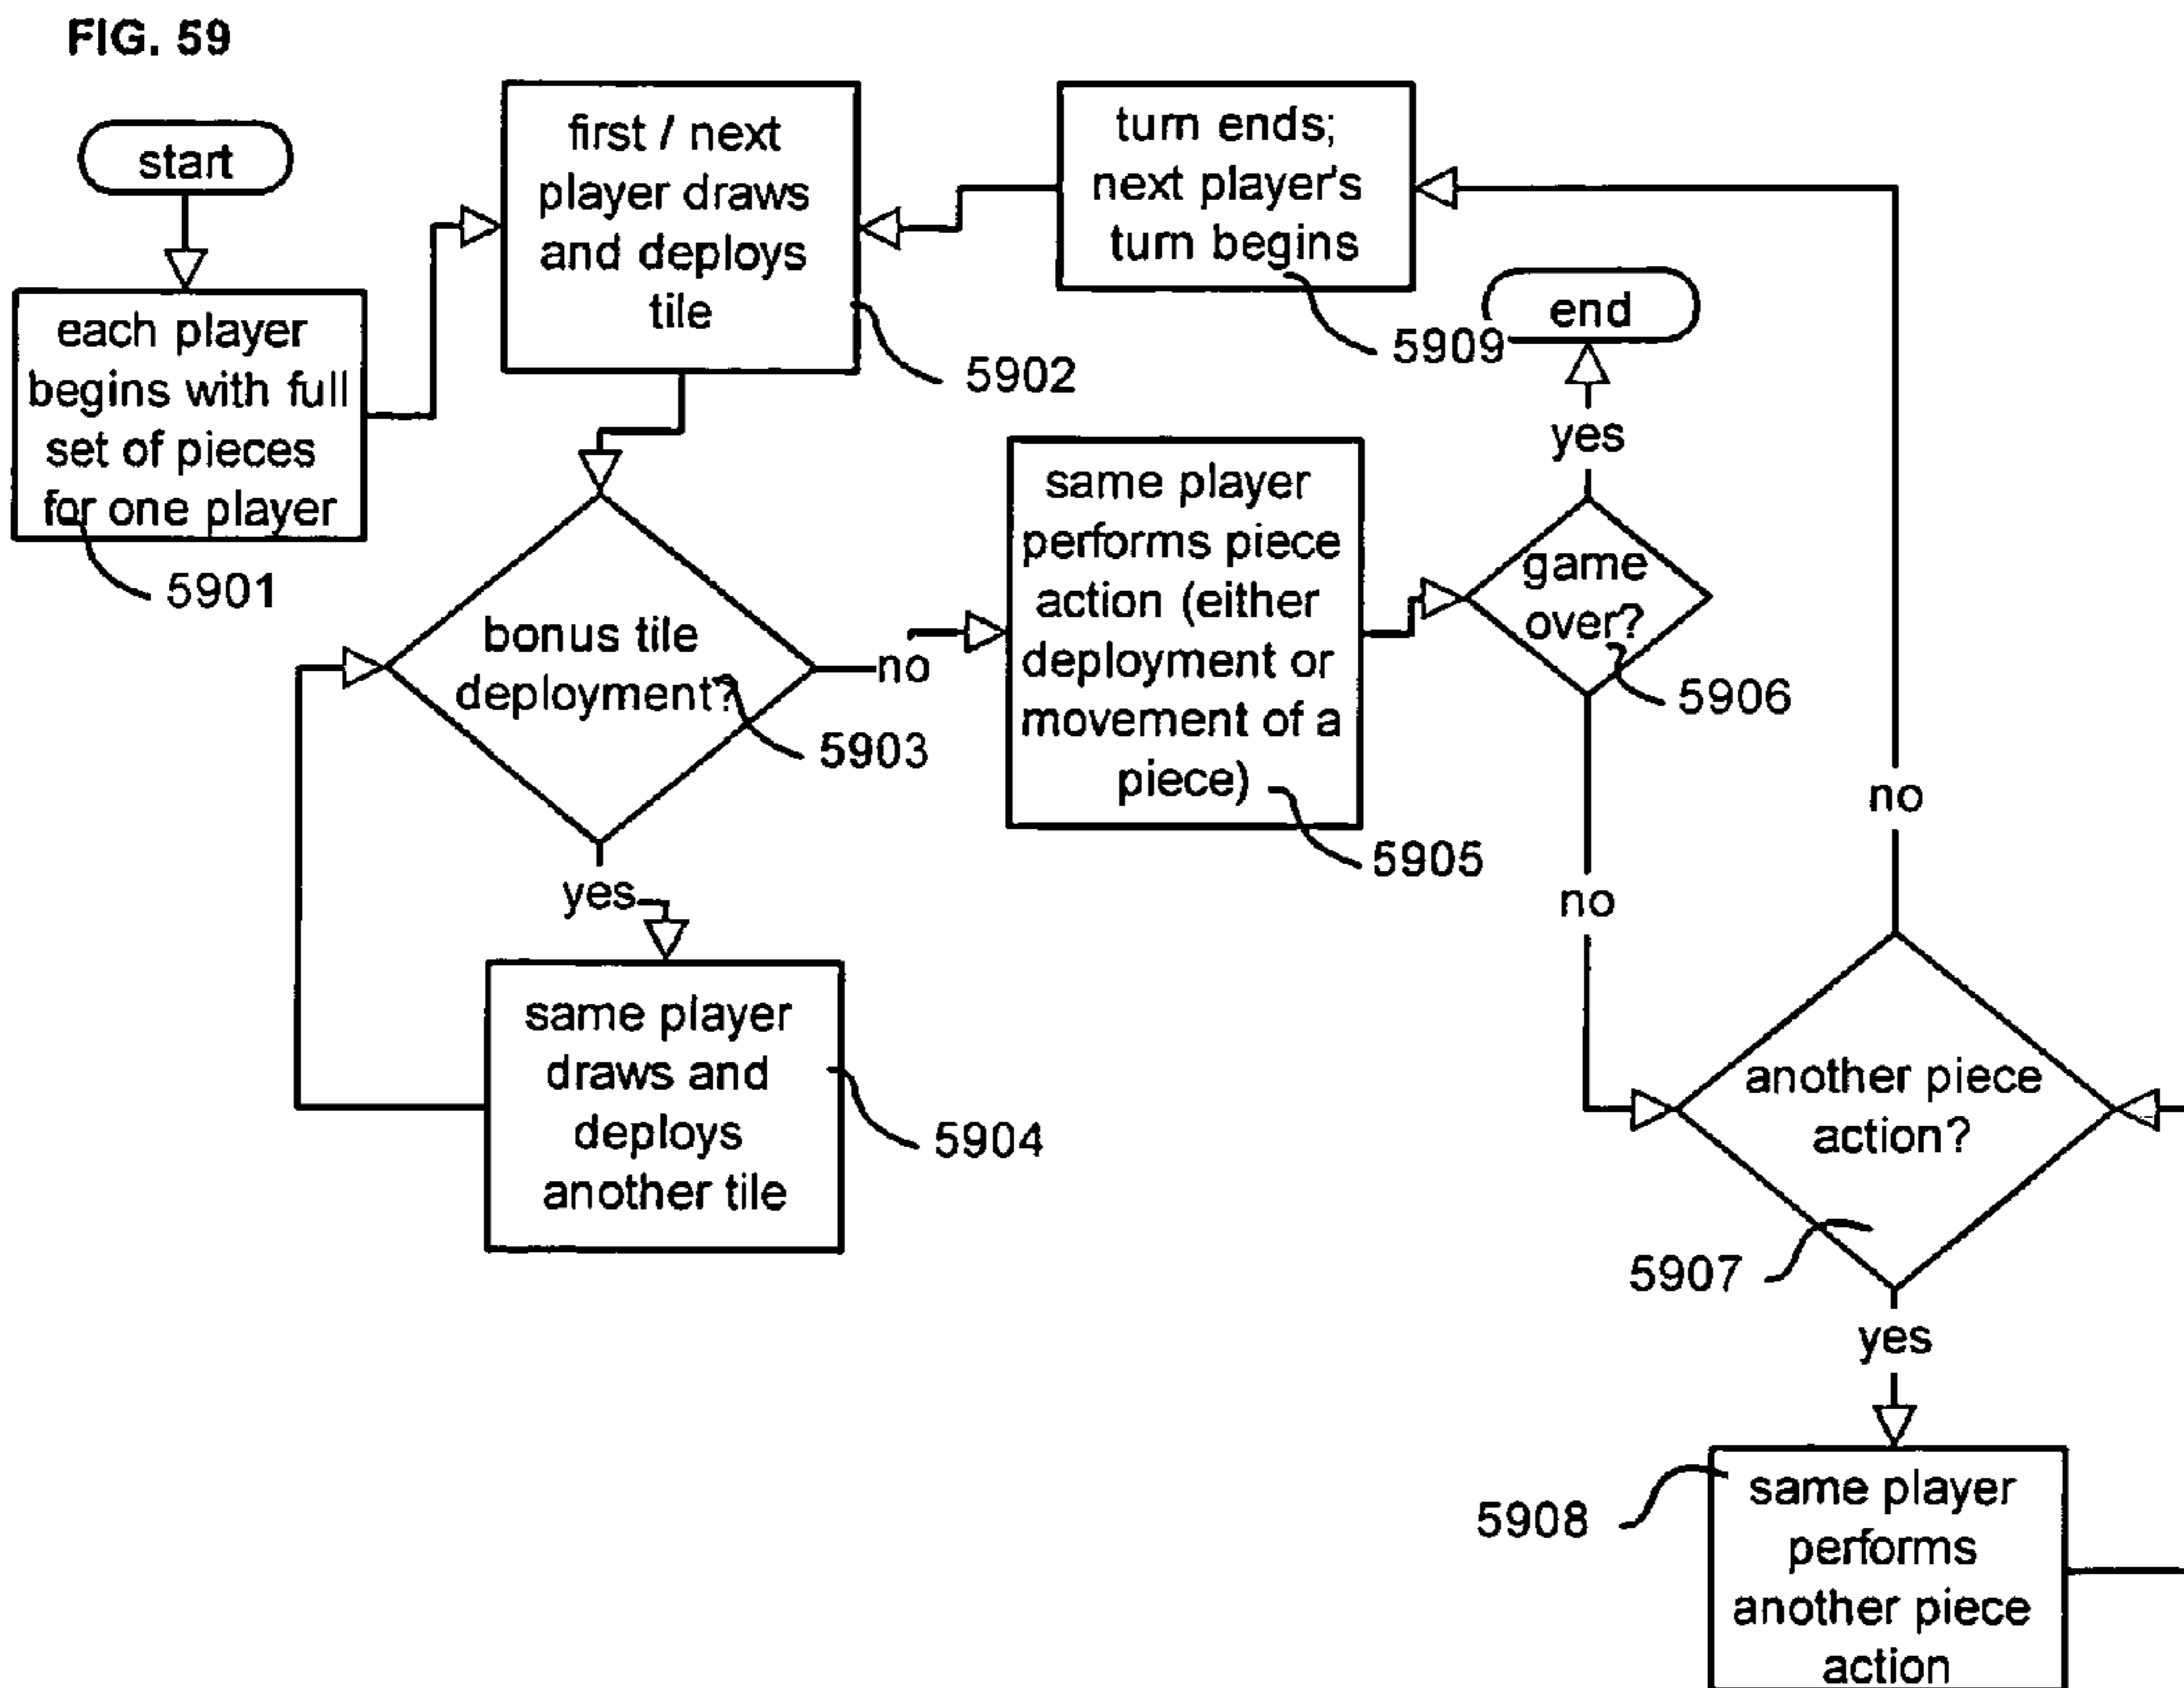 FIG. 59
start
each player
begins with full
set of pieces
for one player
5901
first / next
player draws
and deploys
tile
5902
turn ends;
next player's
turn begins
5909
end
yes
bonus tile
deployment?
5903
no
yes
same player
draws and
deploys
another tile
5904
same player
performs piece
action (either
deployment or
movement of a
piece)
5905
game
over?
5906
no
no
another piece
action?
5907
yes
same player
performs
another piece
action
5908